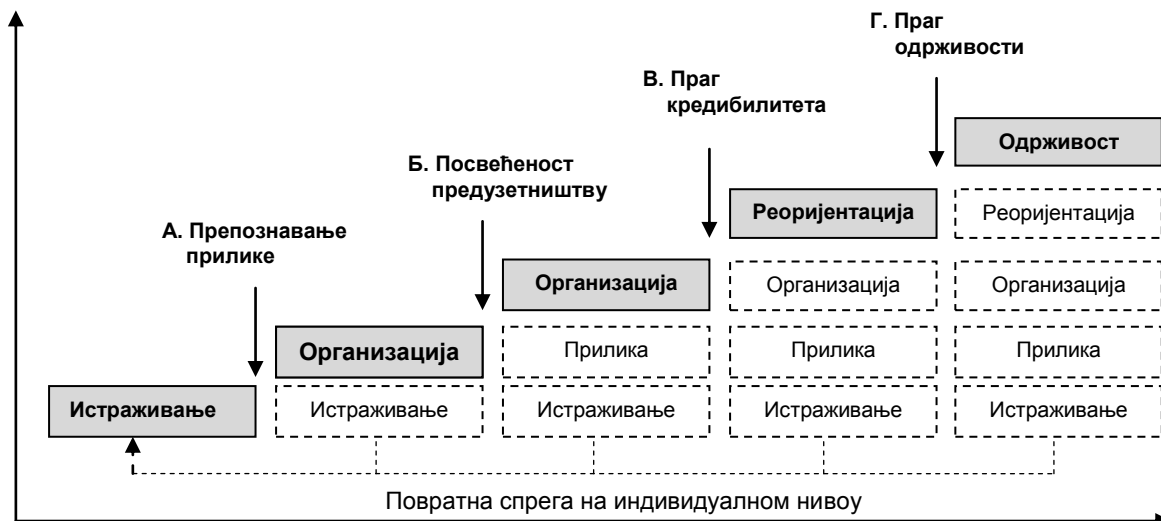 Г. Праг
одрживости
В. Праг
кредибилитета
Одрживост
Б. Посвећеност
предузетништву
Реоријентација
Реоријентација
А. Препознавање
прилике
Организација
Организација
Организација
Организација
Прилика
Прилика
Прилика
Истраживање
Истраживање
Истраживање
Истраживање
Истраживање
Повратна спрега на индивидуалном нивоу